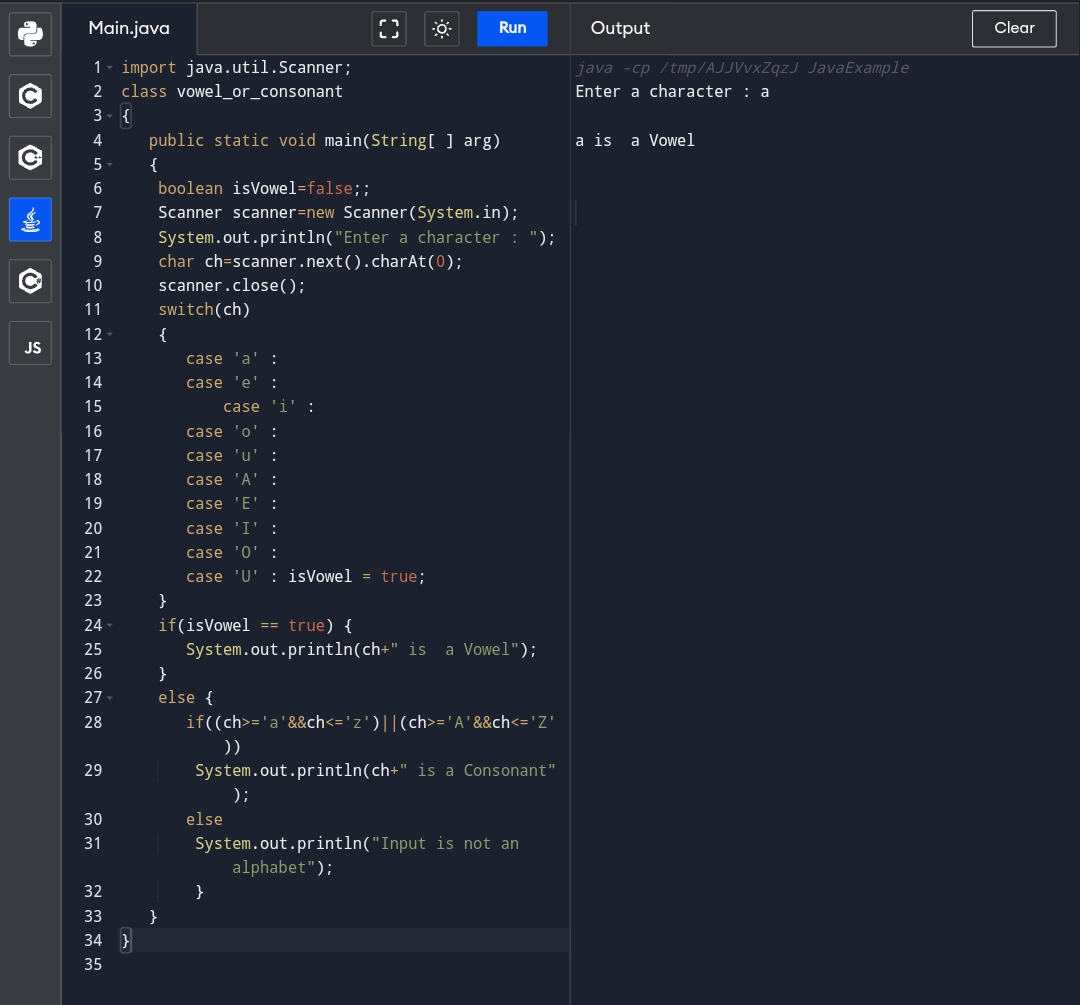 Main.java
Run
Output
Clear
JS
1 import java.util.Scanner;
2 class vowel_or_consonant
3 {
4 public static void main(String[ ] arg)
5 {
6 boolean isVowel=false;;
7 Scanner scanner=new Scanner(System.in);
8 System.out.println("Enter a character : ");
9 char ch=scanner.next().charAt(0);
10 scanner.close();
11 switch(ch)
12 {
13 case 'a' :
14 case 'e' :
15 case 'i' :
16 case 'o' :
17 case 'u' :
18 case 'A' :
19 case 'E' :
20 case 'I' :
21 case 'O' :
22 case 'U' : isVowel = true;
23 }
24 if(isVowel == true) {
25 System.out.println(ch+" is  a Vowel");
26 }
27 else {
28 if((ch>='a'&&ch<='z')||(ch>='A'&&ch<='Z'
))
29 System.out.println(ch+" is a Consonant"
);
30 else
31 System.out.println("Input is not an
alphabet");
32 }
33 }
34 }
35
java -cp /tmp/AJJVvxZqzJ JavaExample
Enter a character : a
a is  a Vowel